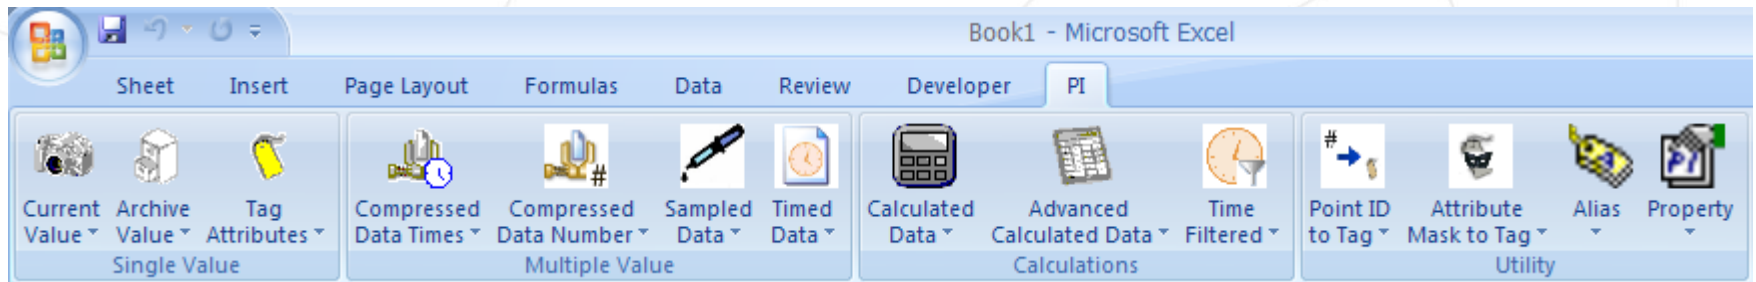 Book1 - Microsoft Excel
Sheet Insert Page Layout Formulas Data Review Developer PI
# # PI
Current Archive Tag Compressed Compressed Sampled Timed Calculated Advanced Time Point ID Attribute Alias Property
Value Value Attributes Data Times Data Number Data Data Data Calculated Data Filtered to Tag Mask to Tag
Single Value Multiple Value Calculations Utility